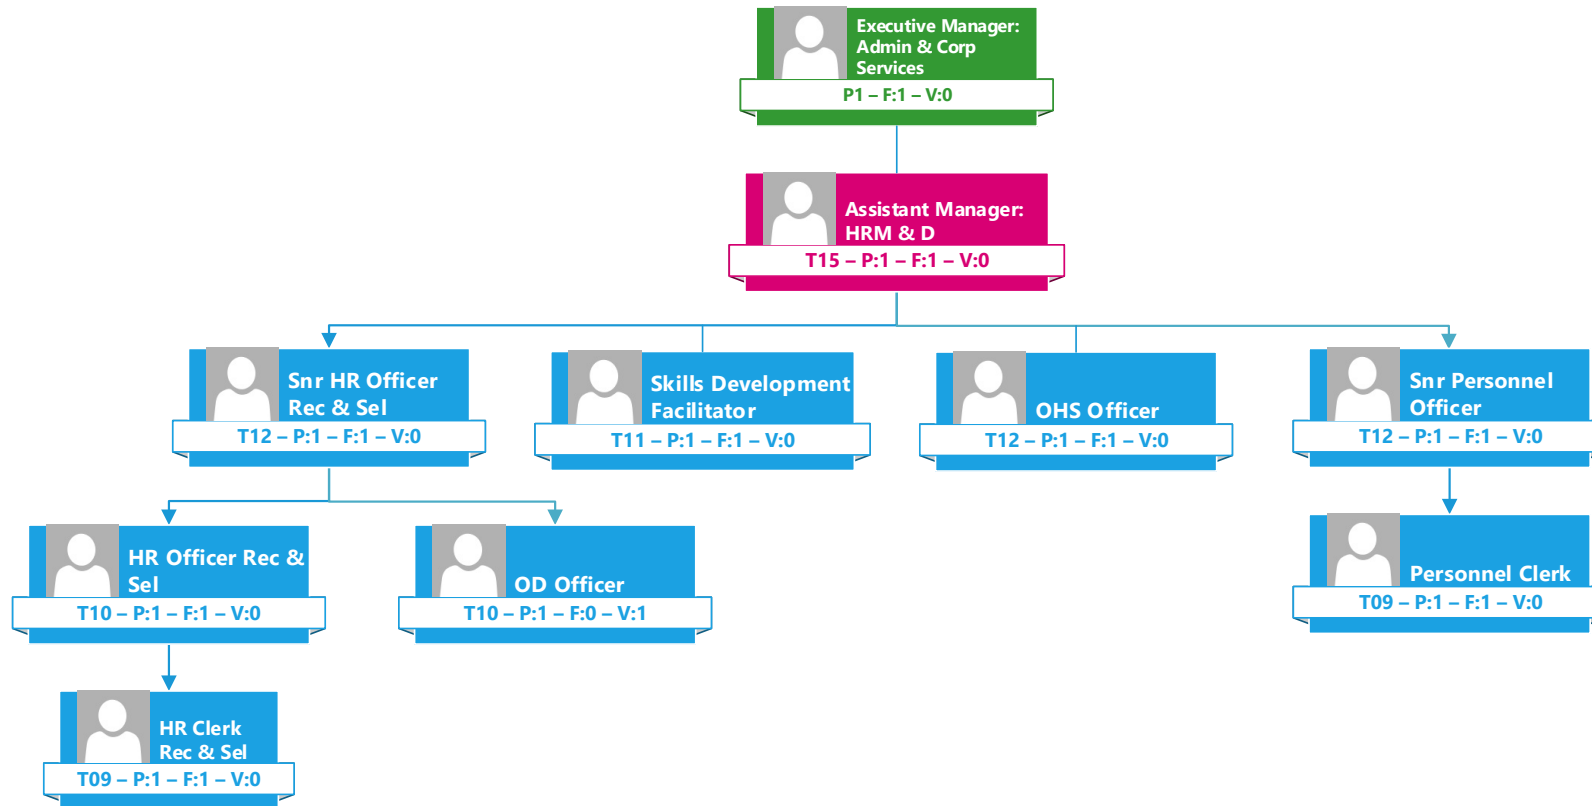 Executive Manager:
Admin & Corp
Services
P1 – F:1 – V:0
Assistant Manager:
HRM & D
T15 – P:1 – F:1 – V:0
Snr HR Officer
Rec & Sel
T12 – P:1 – F:1 – V:0
Skills Development
Facilitator
T11 – P:1 – F:1 – V:0
OHS Officer
T12 – P:1 – F:1 – V:0
Snr Personnel
Officer
T12 – P:1 – F:1 – V:0
HR Officer Rec &
Sel
T10 – P:1 – F:1 – V:0
OD Officer
T10 – P:1 – F:0 – V:1
Personnel Clerk
T09 – P:1 – F:1 – V:0
HR Clerk
Rec & Sel
T09 – P:1 – F:1 – V:0